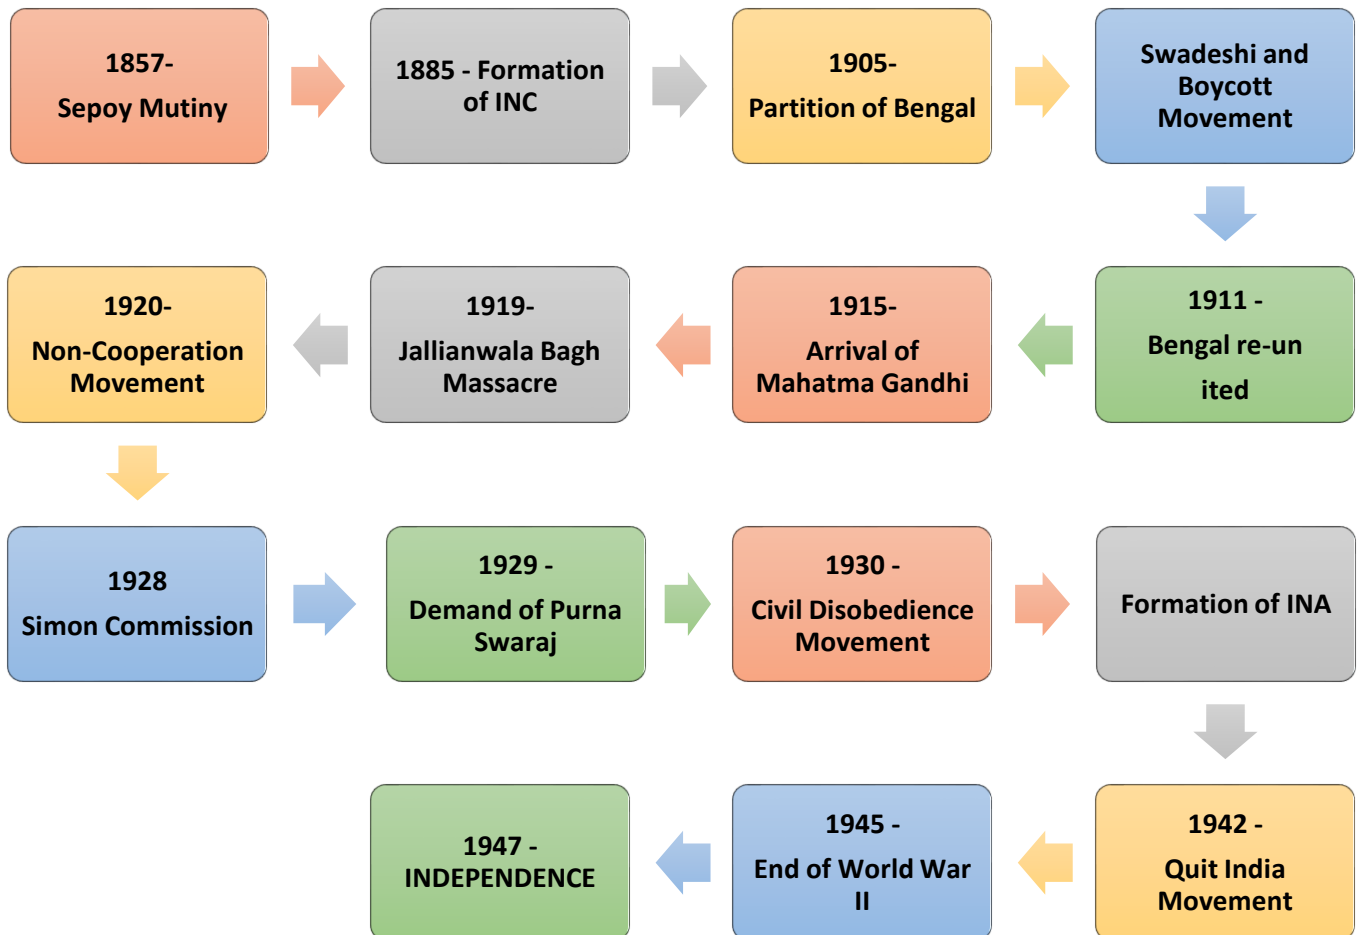 1857-
Sepoy Mutiny
1885 - Formation
of INC
1905-
Partition of Bengal
Swadeshi and
Boycott
Movement
1911 -
Bengal re-un
ited
1915-
Arrival of
Mahatma Gandhi
1919-
Jallianwala Bagh
Massacre
1920-
Non-Cooperation
Movement
1928
Simon Commission
1929 -
Demand of Purna
Swaraj
1930 -
Civil Disobedience
Movement
Formation of INA
1942 -
Quit India
Movement
1945 -
End of World War
II
1947 -
INDEPENDENCE